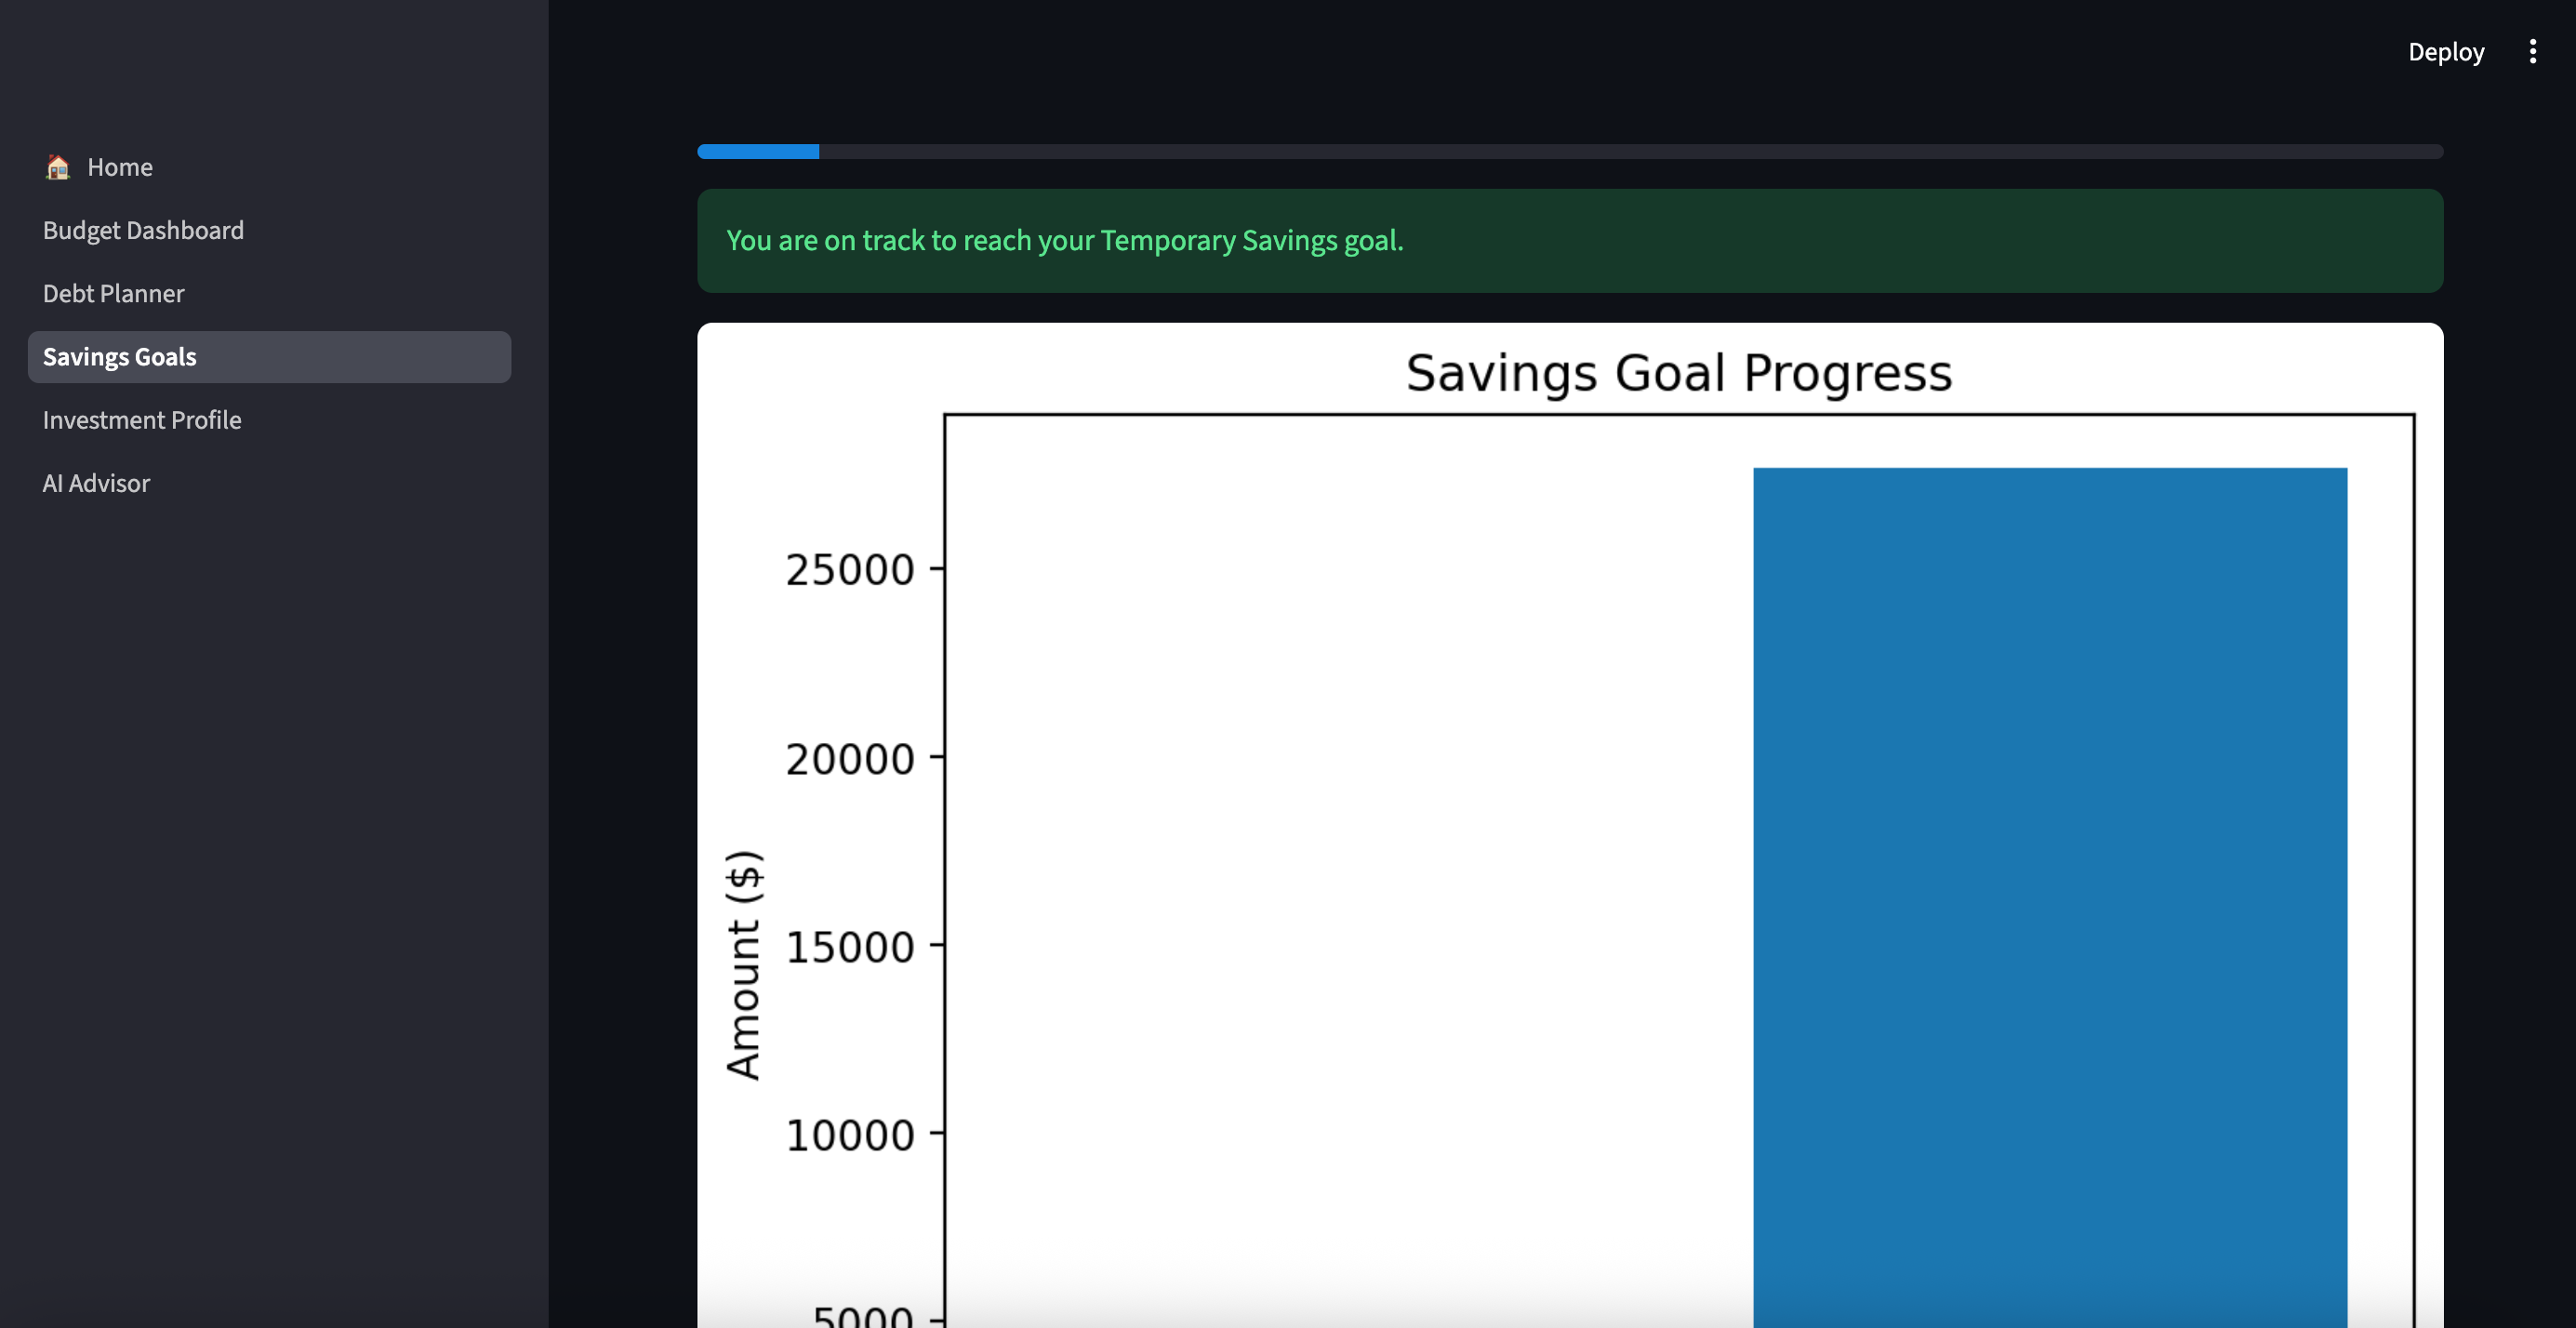 Deploy
Home
Budget Dashboard
Debt Planner
Savings Goals
Investment Profile
AI Advisor
You are on track to reach your Temporary Savings goal.
Savings Goal Progress
25000
20000
15000
10000
5000
Amount ($)